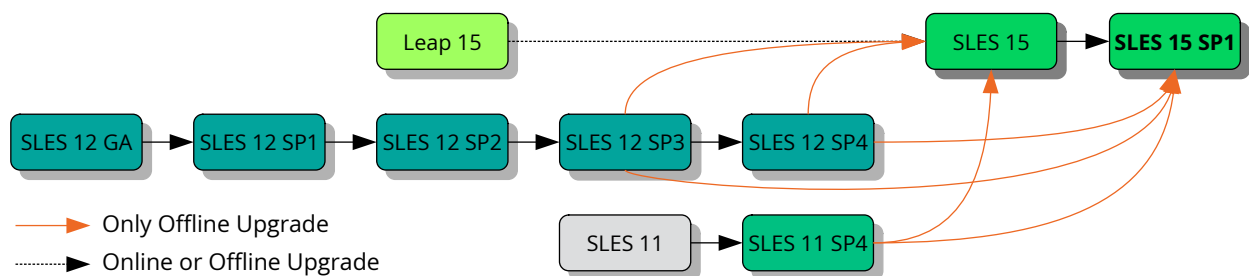 Leap 15
SLES 15
SLES 15 SP1
SLES 12 GA
SLES 12 SP1
SLES 12 SP2
SLES 12 SP3
SLES 12 SP4
Only Offline Upgrade
SLES 11
SLES 11 SP4
Online or Offline Upgrade